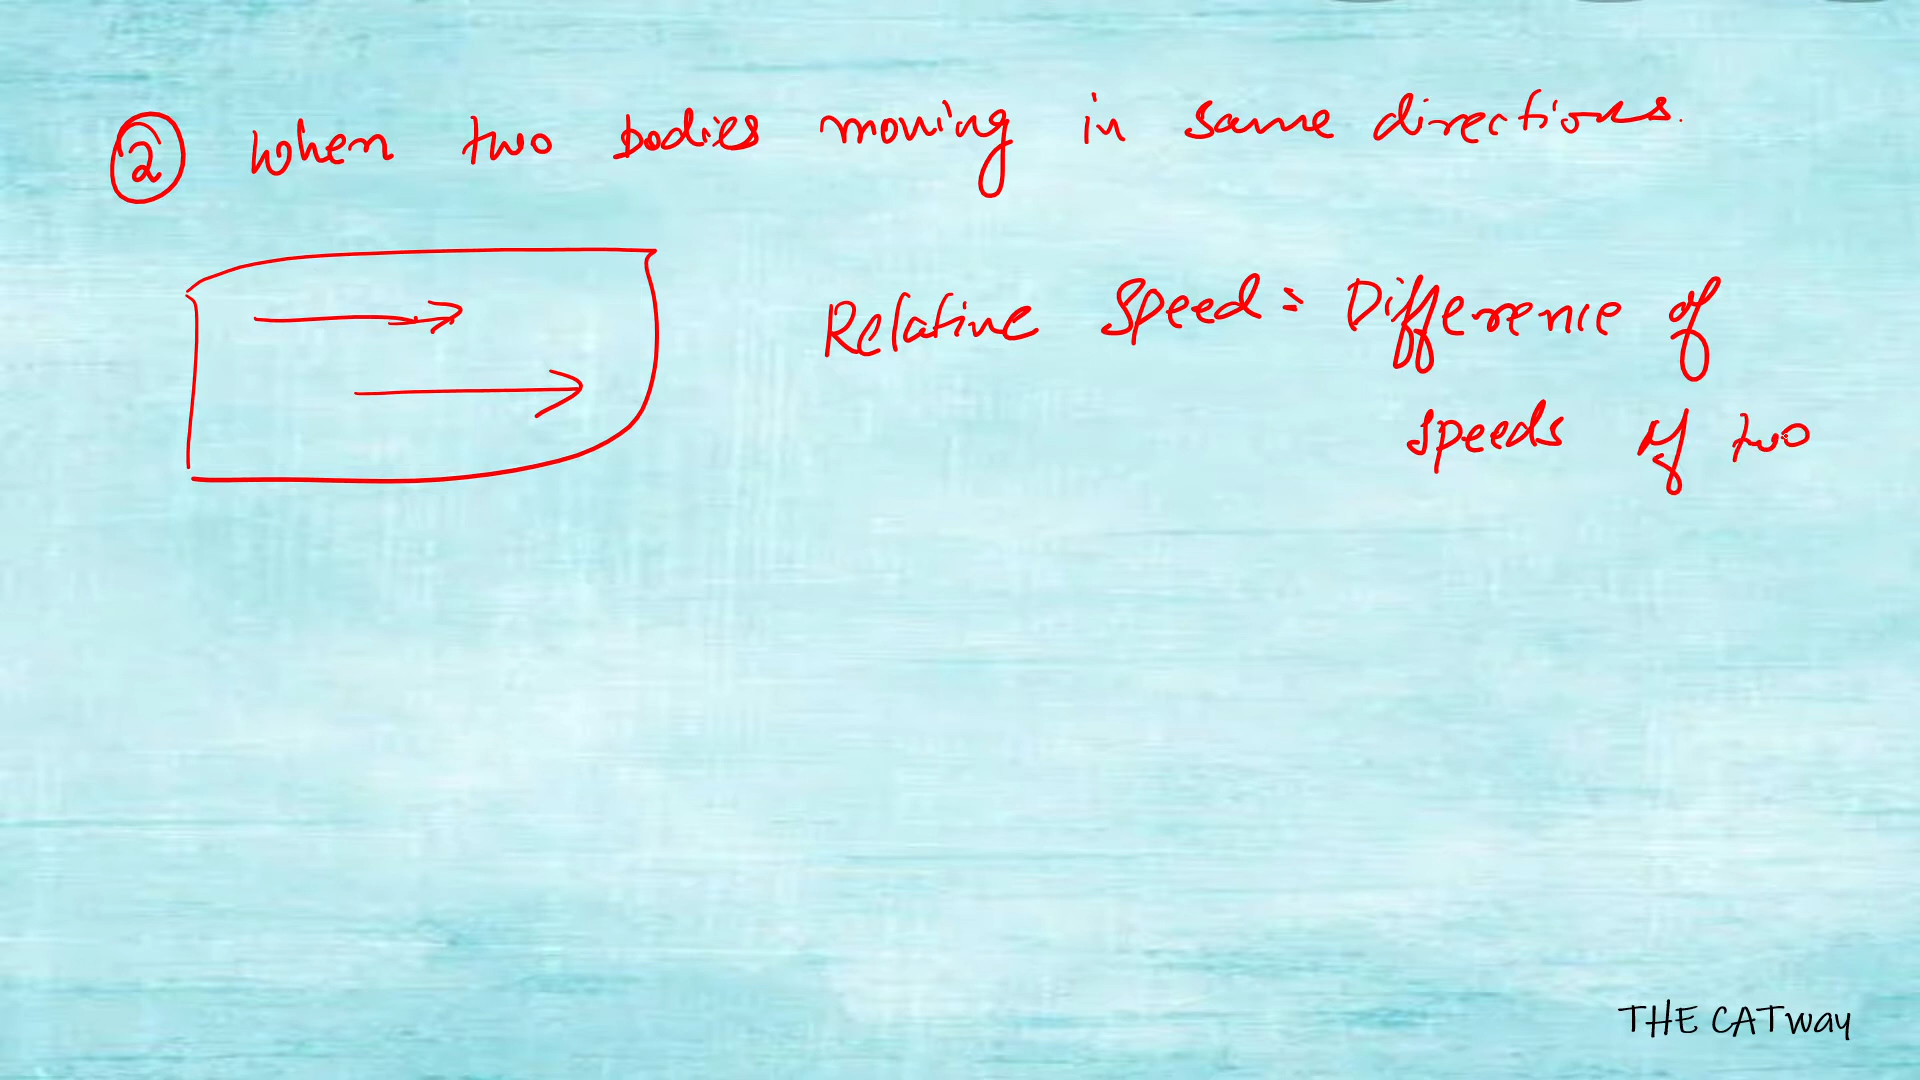 ② When two bodies moving in same directions.
Relative Speed = Difference of
speeds of two
THE CATway